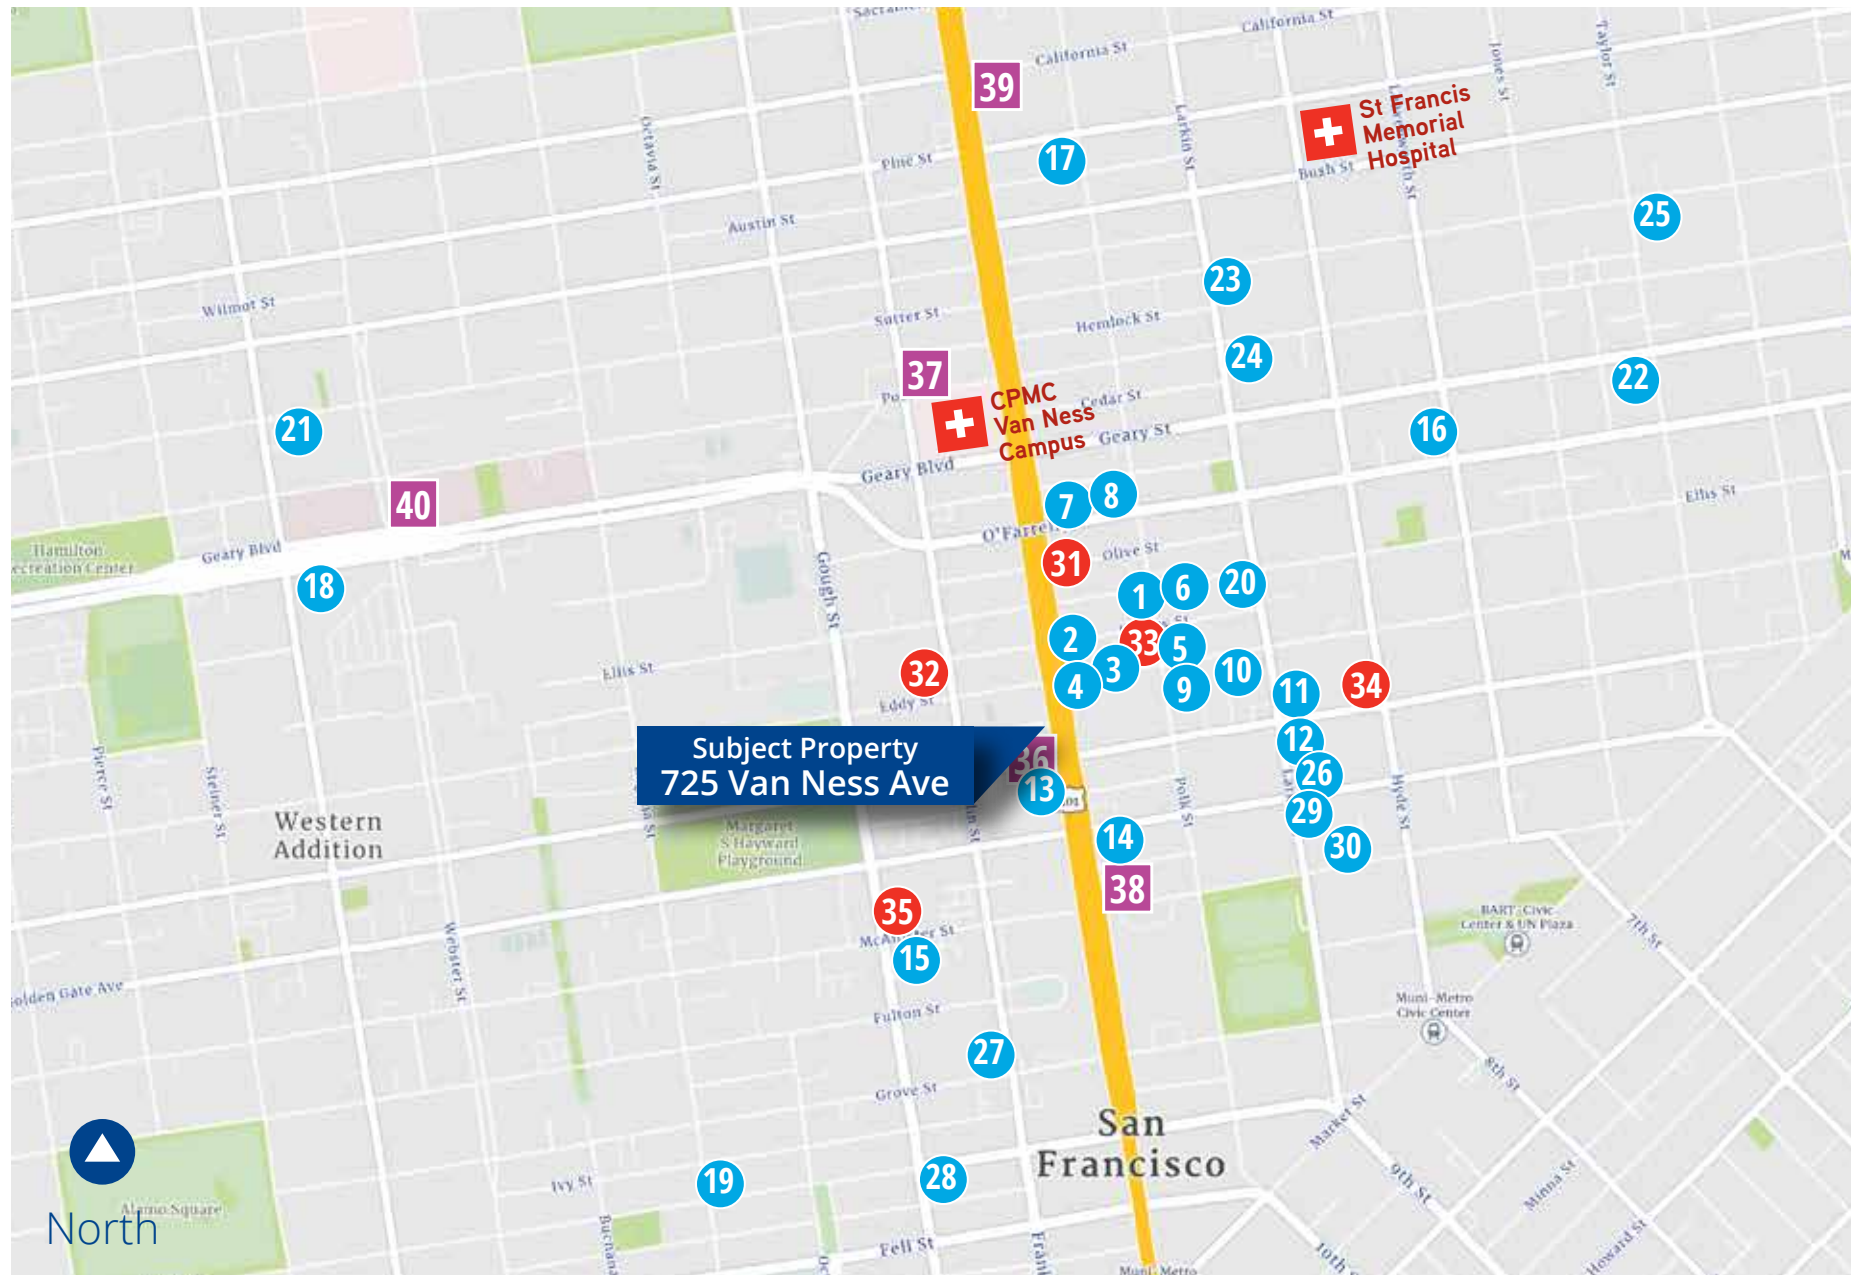 California St
California St
39
Jones St
Taylor St
St Francis
Memorial
Hospital
Octavia St
Larkin St
Pine St
17
Bush St
25
Austin St
23
Wilmot St
Sutter St
Hemlock St
24
37
22
CPMC
Van Ness
Campus
Cedar St
21
Geary St
16
Geary Blvd
40
7
8
Ellis St
O'Farrell
Hamilton
Geary Blvd
31
Olive St
Gough St
18
1
6
20
2
33
5
3
32
Ellis St
4
9
10
11
34
Eddy St
Subject Property
725 Van Ness Ave
36
12
26
13
Pierce St
Steiner St
Polk St
Hyde St
29
Western
Addition
Margaret
S Hayward
Playground
14
30
38
35
McAllister St
15
BART-Civic
Center & UN Plaza
7th St
Webster St
Golden Gate Ave
Muni-Metro
Civic Center
Fulton St
27
8th St
Grove St
Market St
San
Francisco
Ivy St
19
28
9th St
Minna St
Alamo Square
North
Fell St
10th
Howard St
Muni-Metro